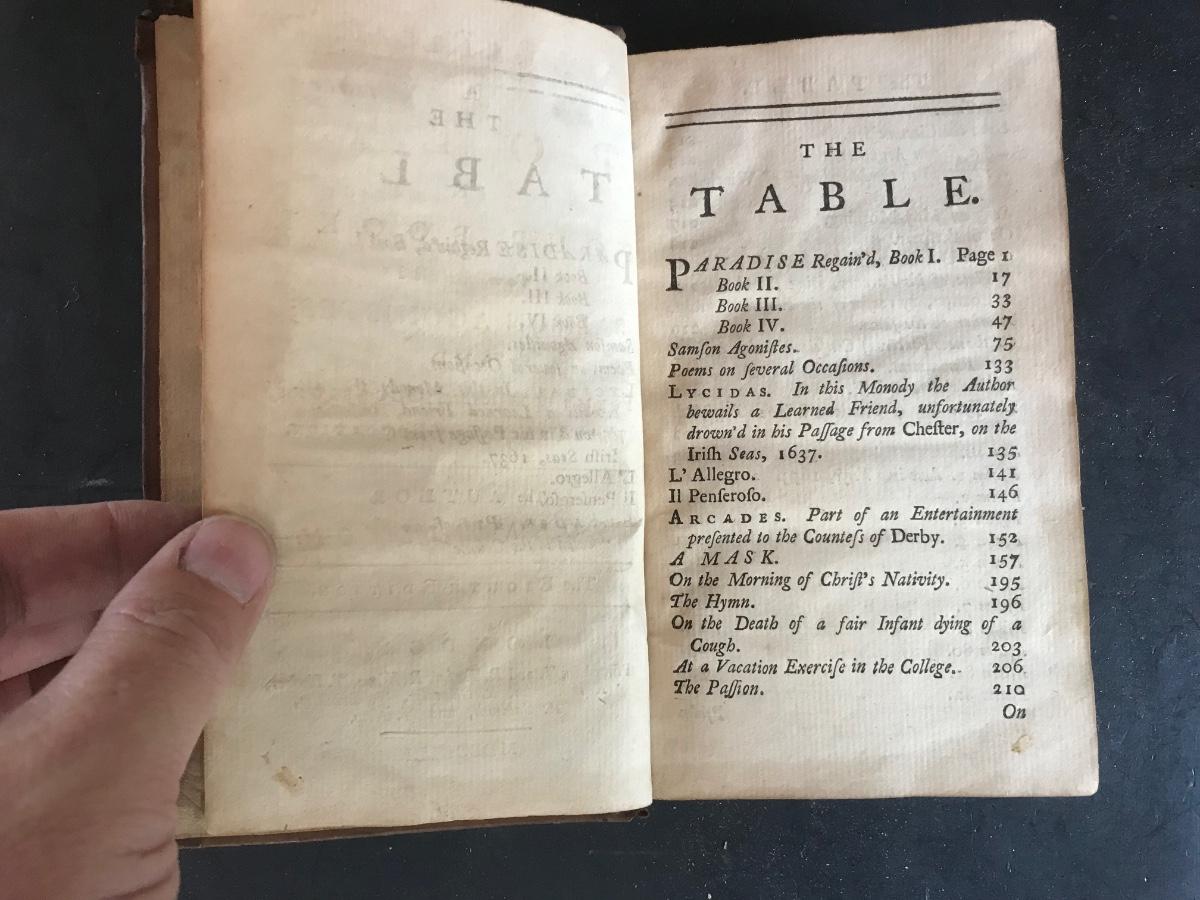 THE
TABLE.
PARADISE Regain'd, Book I. Page 1
Book II. 17
Book III. 33
Book IV. 47
Samſon Agoniſtes. 75
Poems on ſeveral Occaſions. 133
LYCIDAS. In this Monody the Author
bewails a Learned Friend, unfortunately
drown'd in his Paſſage from Cheſter, on the
Iriſh Seas, 1637. 135
L' Allegro. 141
Il Penſeroſo. 146
ARCADES. Part of an Entertainment
preſented to the Counteſs of Derby. 152
A MASK. 157
On the Morning of Chriſt's Nativity. 195
The Hymn. 196
On the Death of a fair Infant dying of a
Cough. 203
At a Vacation Exerciſe in the College. 206
The Paſſion. 210
On